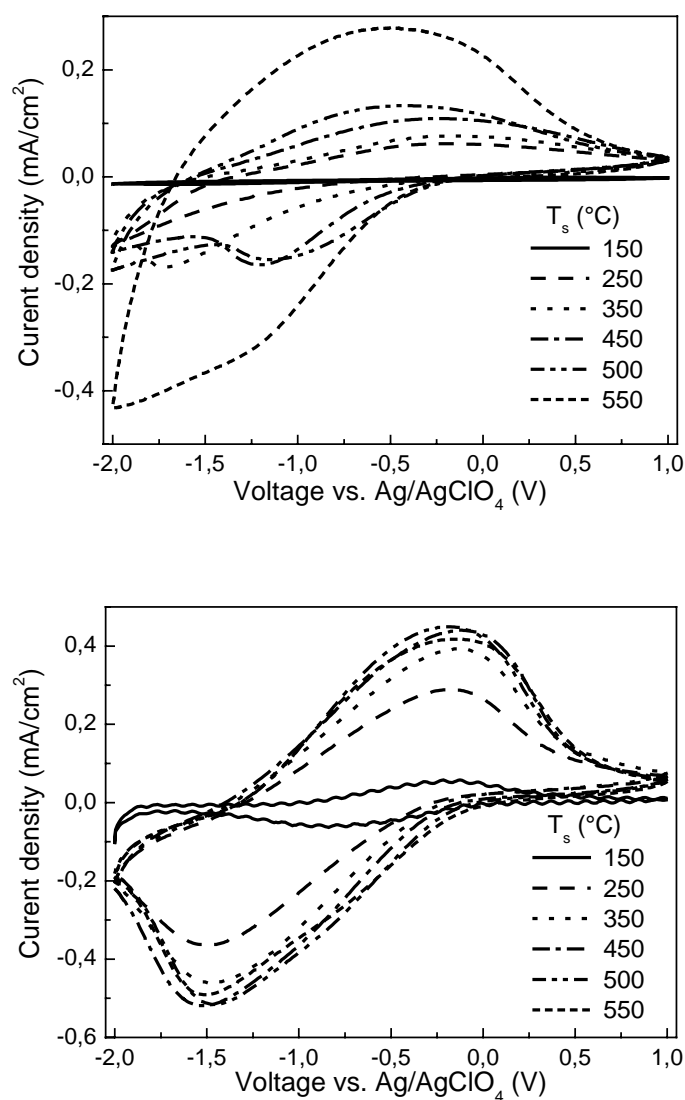 0,2
0,0
-0,2
-0,4
Curent density (mA/cm2)
T_s (°C)
150
250
350
450
500
550
-2,0 -1,5 -1,0 -0,5 0,0 0,5 1,0
Voltage vs. Ag/AgClO4 (V)
0.4
0.2
0.0
-0.2
-0.4
-0.6
Curent density (mA/cm2)
T_s (°C)
150
250
350
450
500
550
-2,0 -1,5 -1,0 -0,5 0,0 0,5 1,0
Voltage vs. Ag/AgClO4 (V)